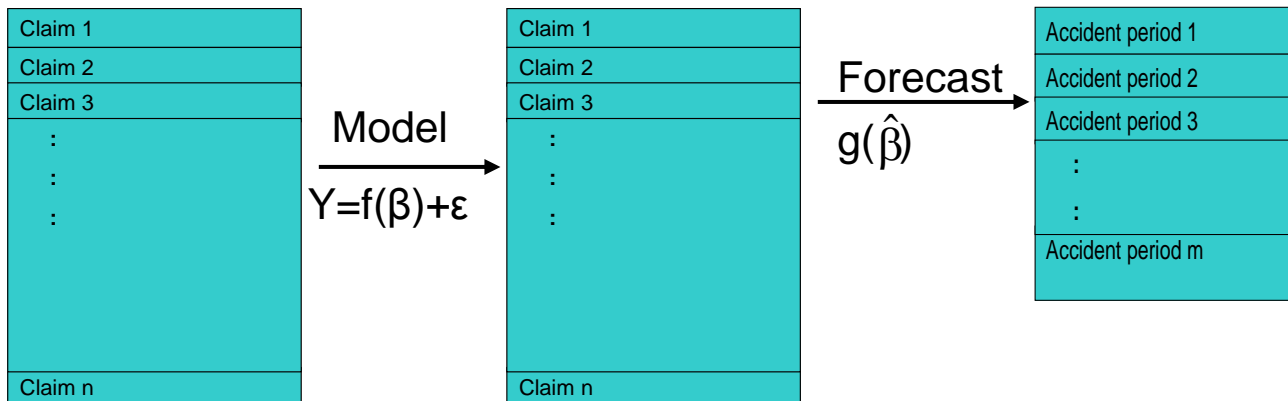 Claim 1
Claim 2
Claim 3
:
:
:
Claim n
Model
Y=f(β)+ε
Claim 1
Claim 2
Claim 3
:
:
:
Claim n
Forecast
g(β̂)
Accident period 1
Accident period 2
Accident period 3
:
:
Accident period m